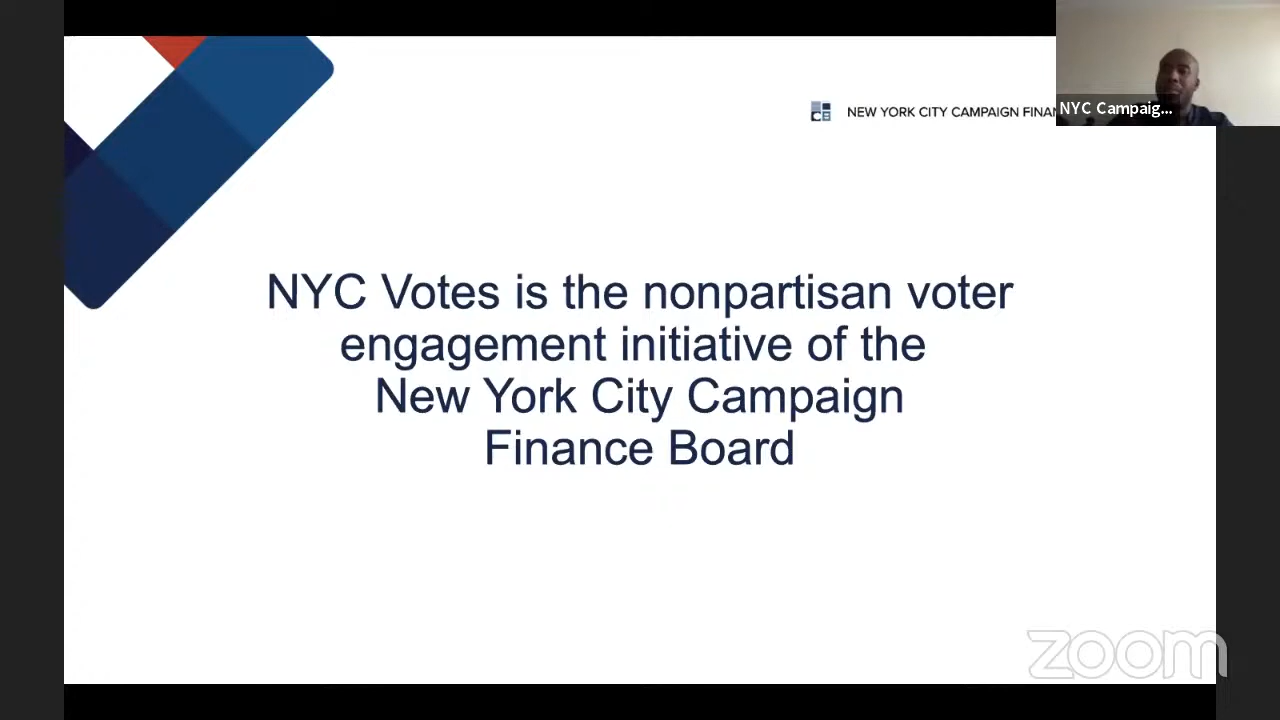 NEW YORK CITY CAMPAIGN FINAN
NYC Campaig...
NYC Votes is the nonpartisan voter
engagement initiative of the
New York City Campaign
Finance Board
zoom